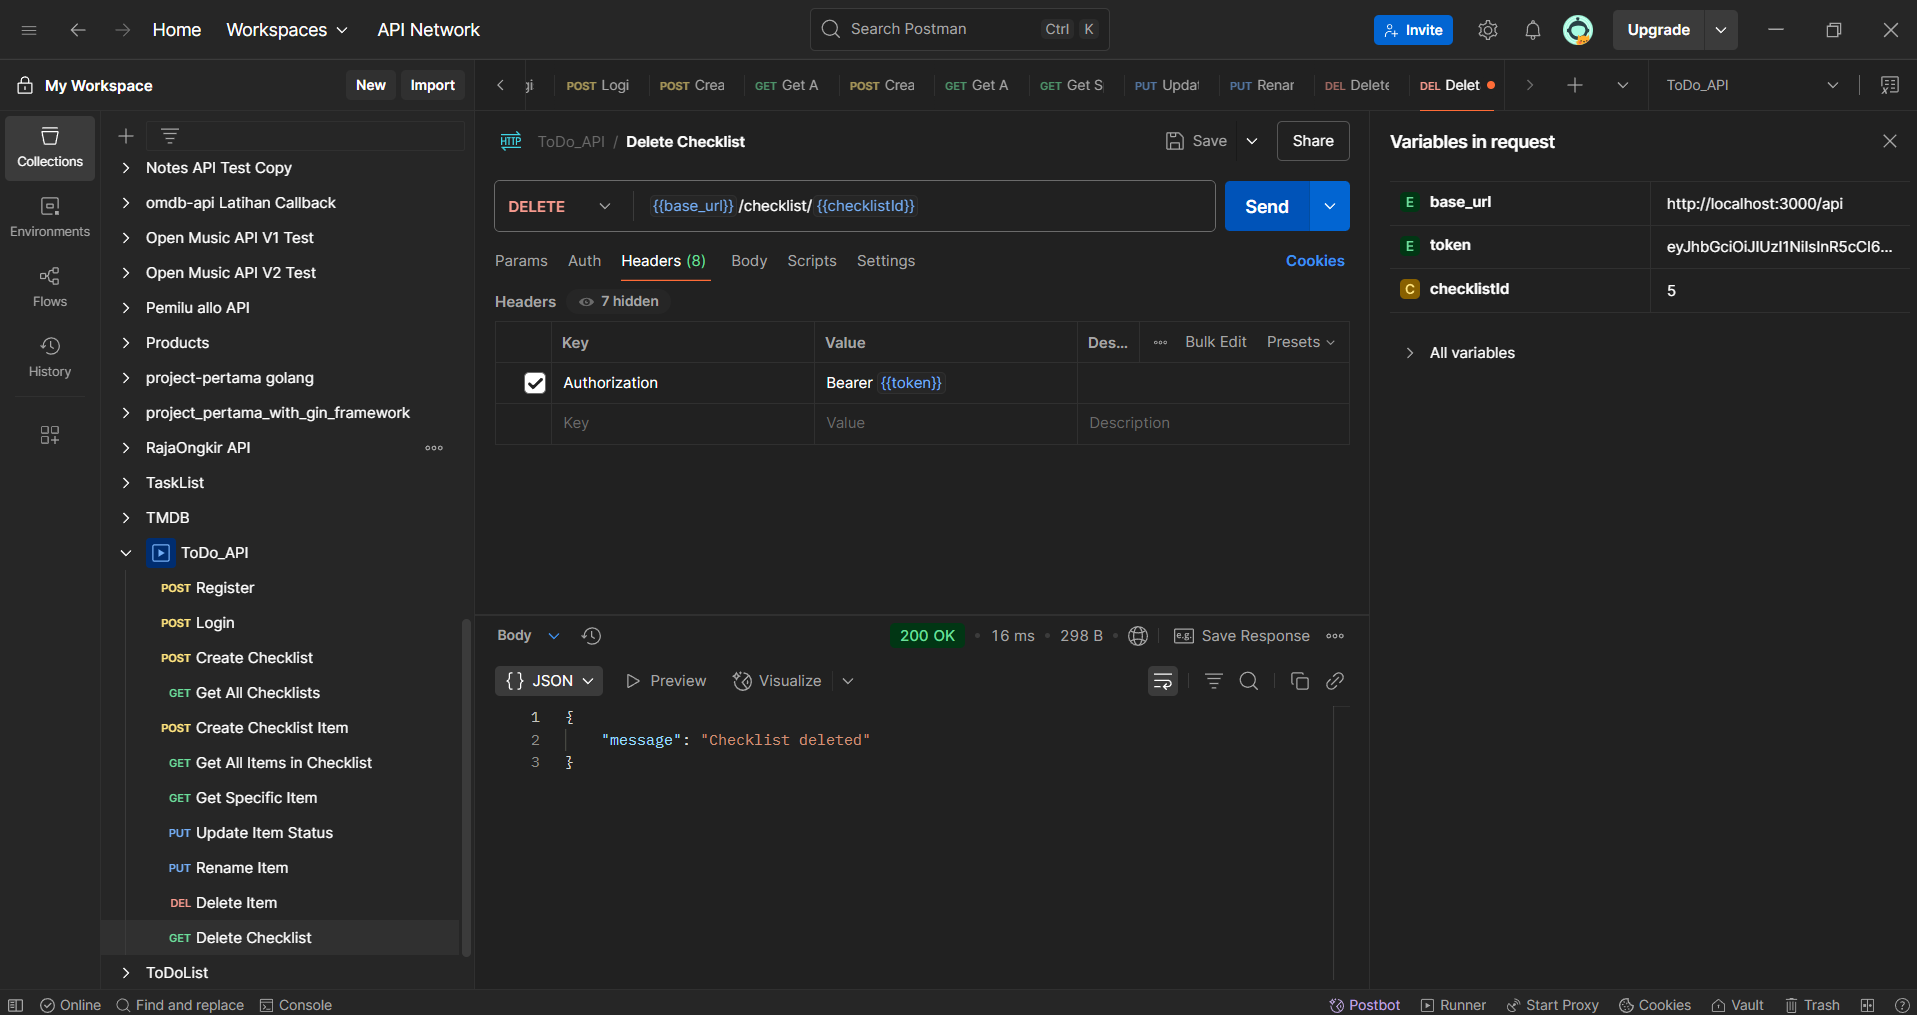 Home
Workspaces
API Network
Search Postman
Ctrl K
Invite
Upgrade
My Workspace
New
Import
POST Logi
POST Crea
GET Get A
POST Crea
GET Get A
GET Get S
PUT Updat
PUT Renar
DEL Delete
DEL Delet
ToDo_API
Collections
Environments
Flows
History
Notes API Test Copy
omdb-api Latihan Callback
Open Music API V1 Test
Open Music API V2 Test
Pemilu allo API
Products
project-pertama golang
project_pertama_with_gin_framework
RajaOngkir API
TaskList
TMDB
ToDo_API
POST Register
POST Login
POST Create Checklist
GET Get All Checklists
POST Create Checklist Item
GET Get All Items in Checklist
GET Get Specific Item
PUT Update Item Status
PUT Rename Item
DEL Delete Item
GET Delete Checklist
ToDoList
HTTP ToDo_API / Delete Checklist
Save
Share
DELETE
{{base_url}} /checklist/ {{checklistId}}
Send
Params
Auth
Headers (8)
Body
Scripts
Settings
Cookies
Headers
7 hidden
Key
Value
Des...
Bulk Edit
Presets
Authorization
Bearer {{token}}
Key
Value
Description
Body
200 OK
16 ms
298 B
e.g. Save Response
{} JSON
Preview
Visualize
1 {
2 "message": "Checklist deleted"
3 }
Variables in request
E base_url
http://localhost:3000/api
E token
eyJhbGciOiJIUzI1NiIsInR5cCI6...
C checklistId
5
All variables
Online
Find and replace
Console
Postbot
Runner
Start Proxy
Cookies
Vault
Trash